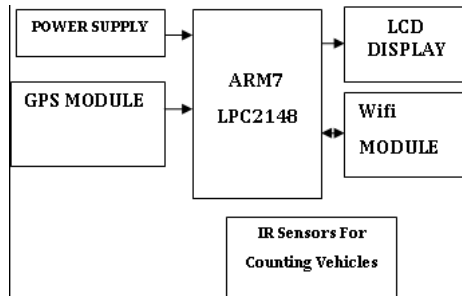 POWER SUPPLY
GPS MODULE
ARM7
LPC2148
LCD
DISPLAY
Wifi
MODULE
IR Sensors For
Counting Vehicles